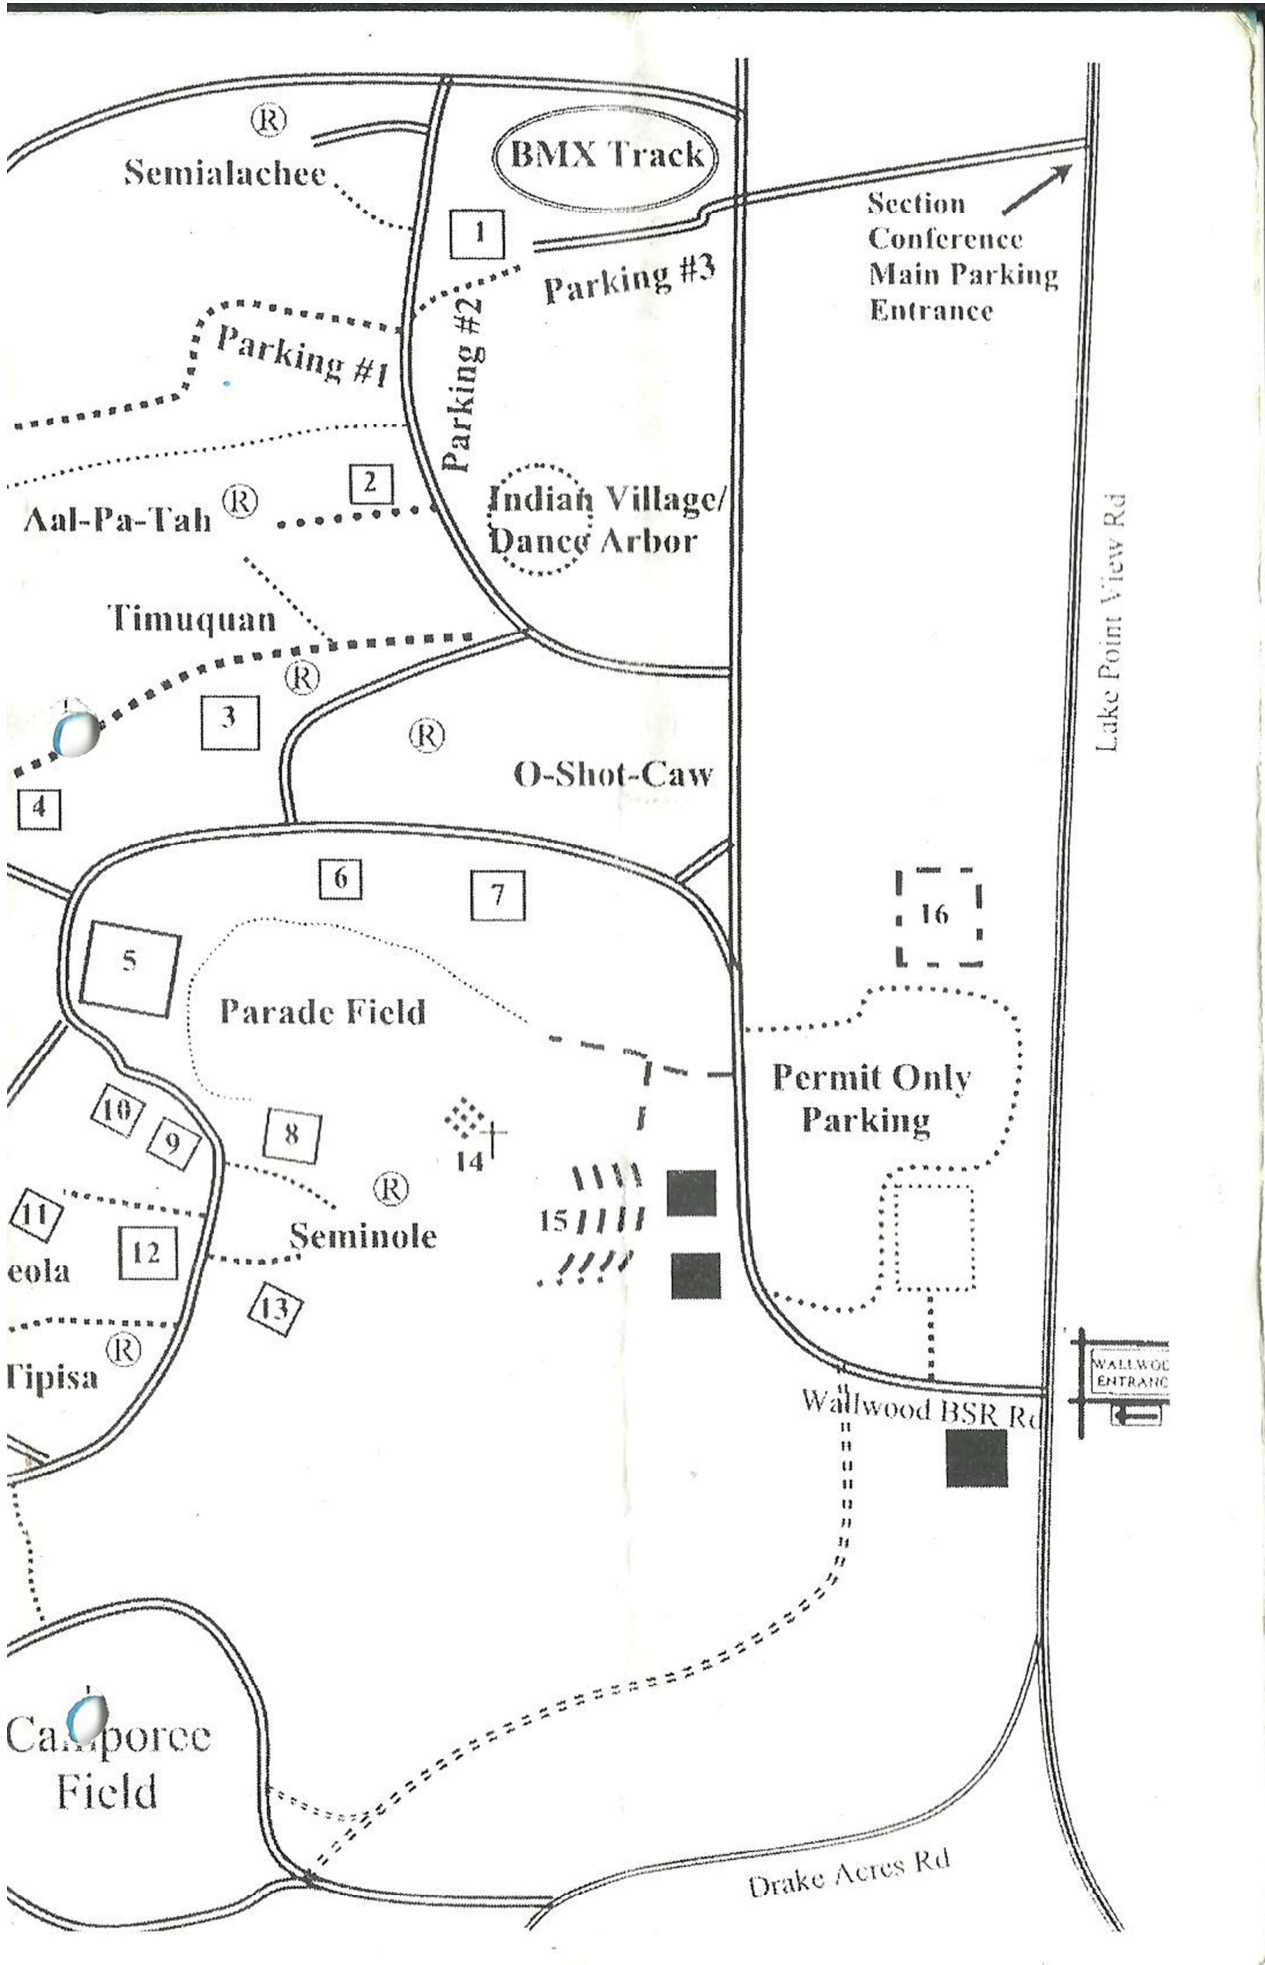 Ⓡ
Semialachee
BMX Track
1
Section
Conference
Main Parking
Entrance
Parking #3
Parking #2
Parking #1
2
Aal-Pa-Tah Ⓡ
Indian Village/
Dance Arbor
Lake Point View Rd
Timuquan
Ⓡ
3
Ⓡ
O-Shot-Caw
4
6
7
16
5
Parade Field
Permit Only
Parking
10
9
8
14
Ⓡ
11
15
Seminole
12
eola
13
Ⓡ
Tipisa
WALLWOO
ENTRANC
Wallwood BSR Rd
Field
Drake Acres Rd